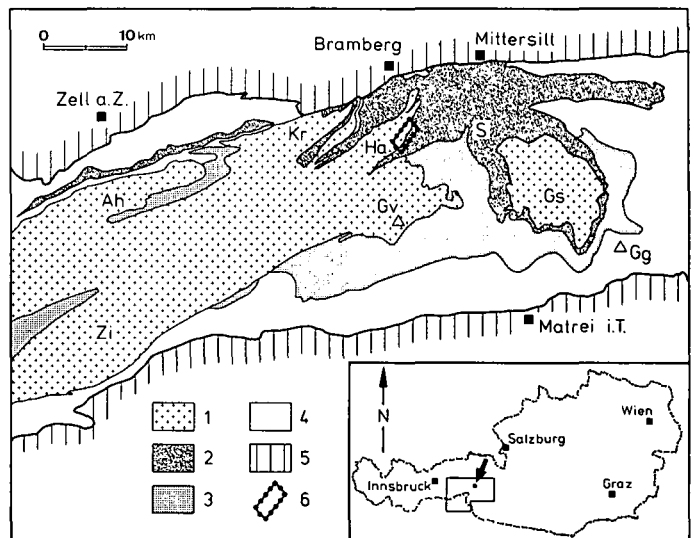 0 10 km
Bramberg
Mittersill
Zell a.Z.
Kr
Ha
S
Ah
Gs
Gv
Gg
Zi
Matrei i.T.
1 4
2 5
3 6
N
Wien
Salzburg
Innsbruck
Graz